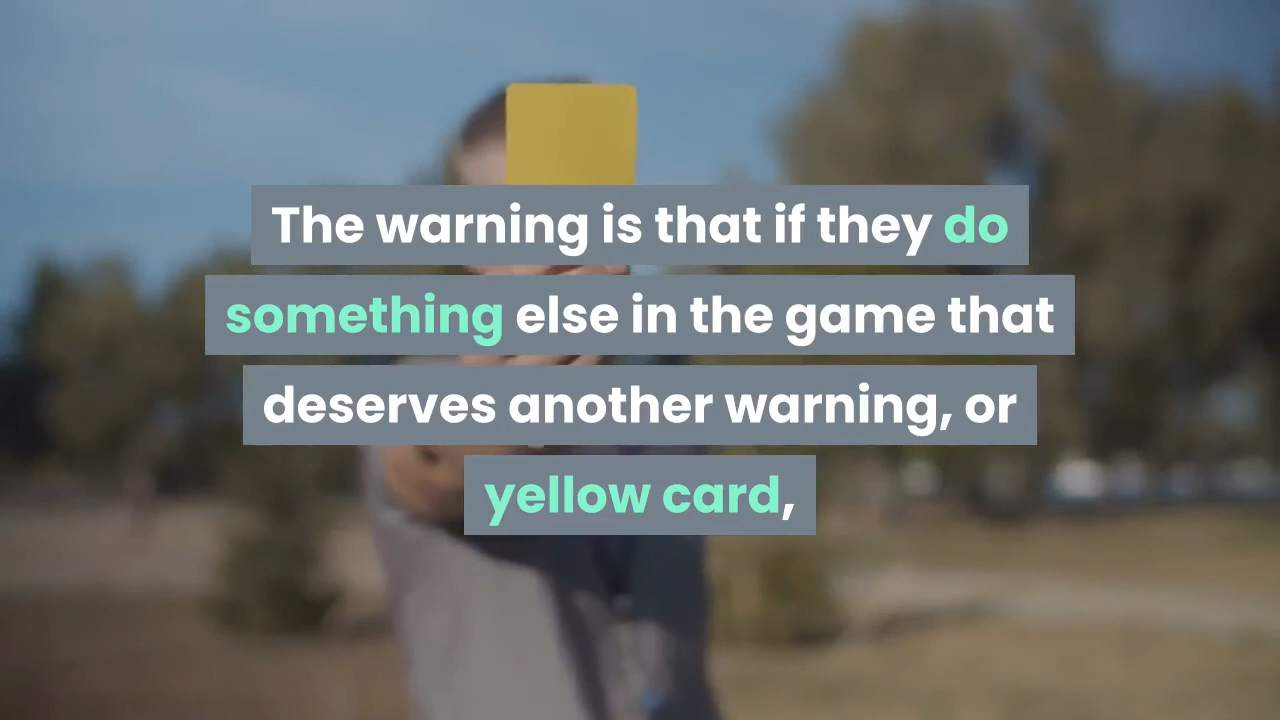 The warning is that if they do
something else in the game that
deserves another warning, or
yellow card,